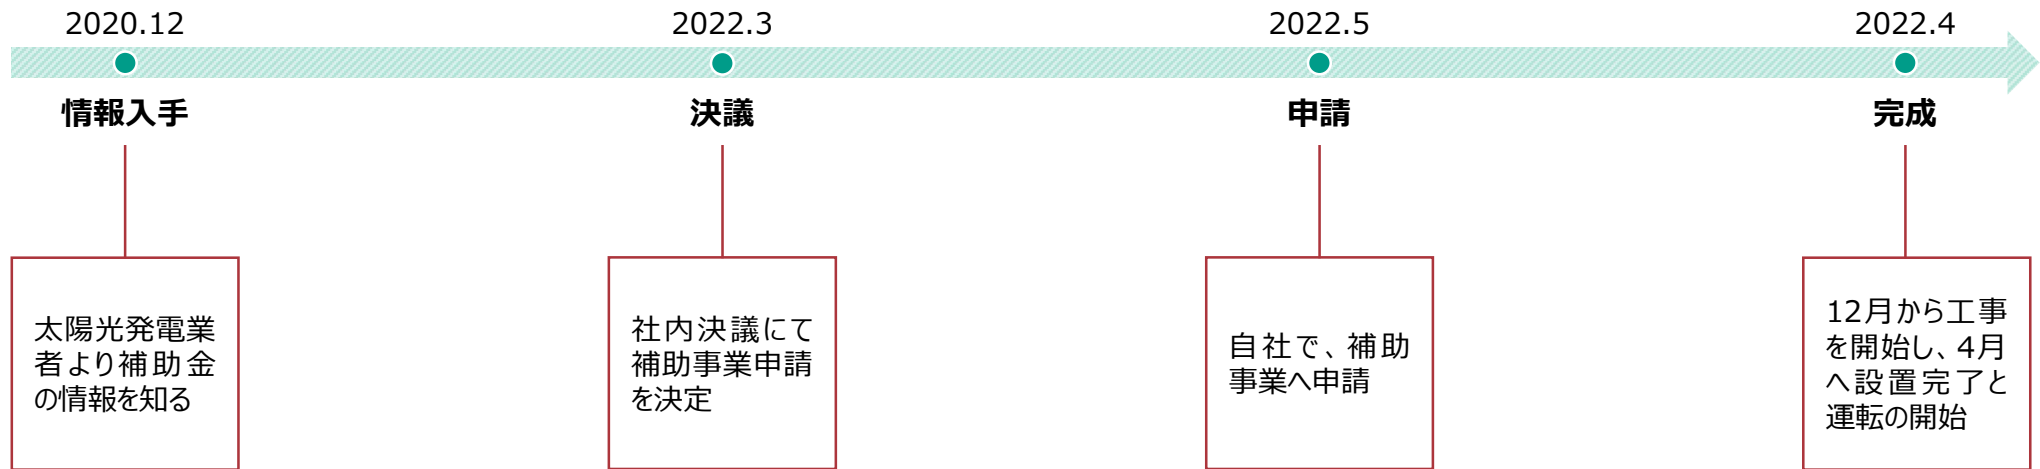 2020.12
2022.3
2022.5
2022.4
情報入手
決議
申請
完成
太陽光発電業
者より補助金
の情報を知る
社内決議にて
補助事業申請
を決定
自社で、補助
事業へ申請
12月から工事
を開始し、4月
へ設置完了と
運転の開始